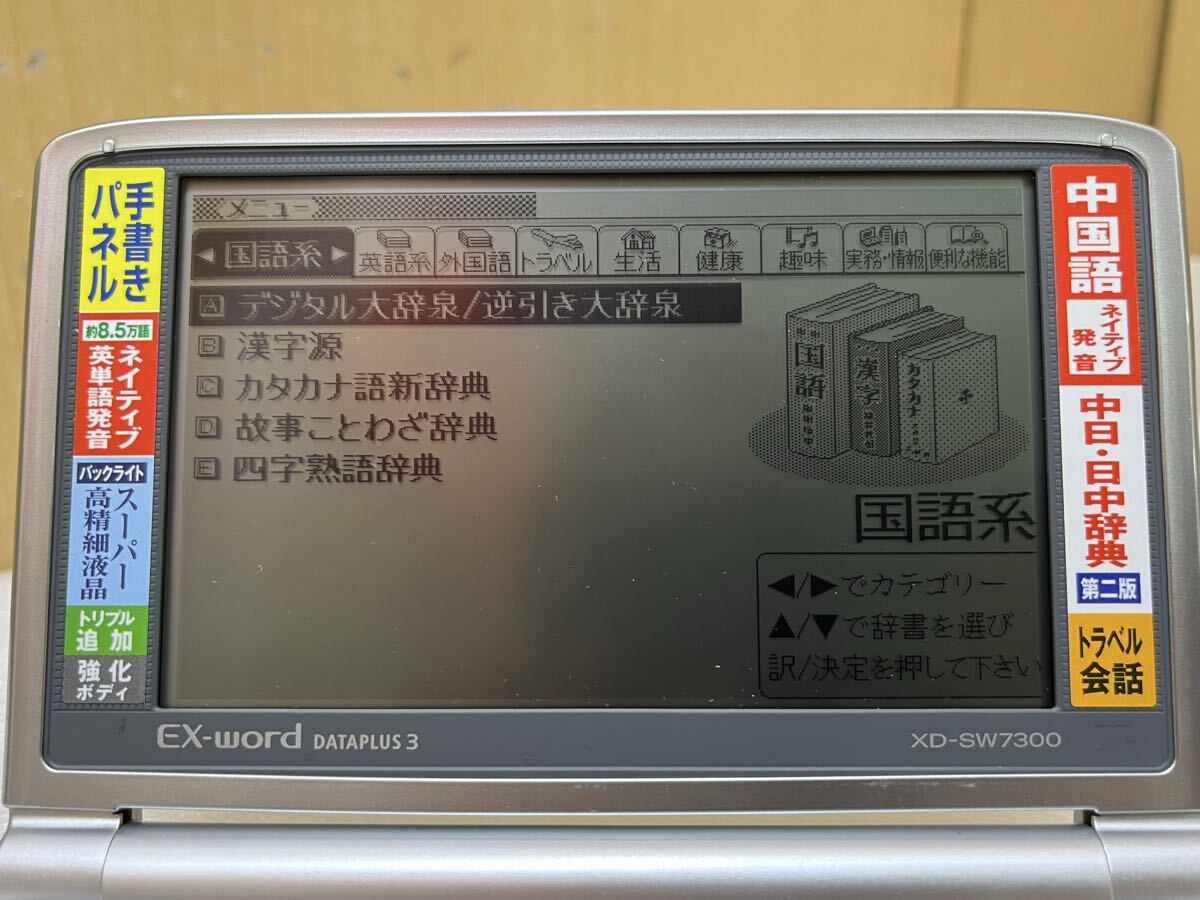 手書き
パネル
約8.5万語
ネイティブ
英単語発音
バックライト
スーパー
高精細液晶
トリプル
追加
強化
ボディ
メニュー
国語系 英語系 外国語 トラベル 生活 健康 趣味 実務・情報 便利な機能
A デジタル大辞泉/逆引き大辞泉
B 漢字源
C カタカナ語新辞典
D 故事ことわざ辞典
E 四字熟語辞典
国語
漢字
カタカナ
国語系
◀/▶でカテゴリー
▲/▼で辞書を選び
訳/決定を押して下さい
中国語
ネイティブ
発音
中日・日中辞典
第二版
トラベル
会話
EX-word DATAPLUS 3
XD-SW7300